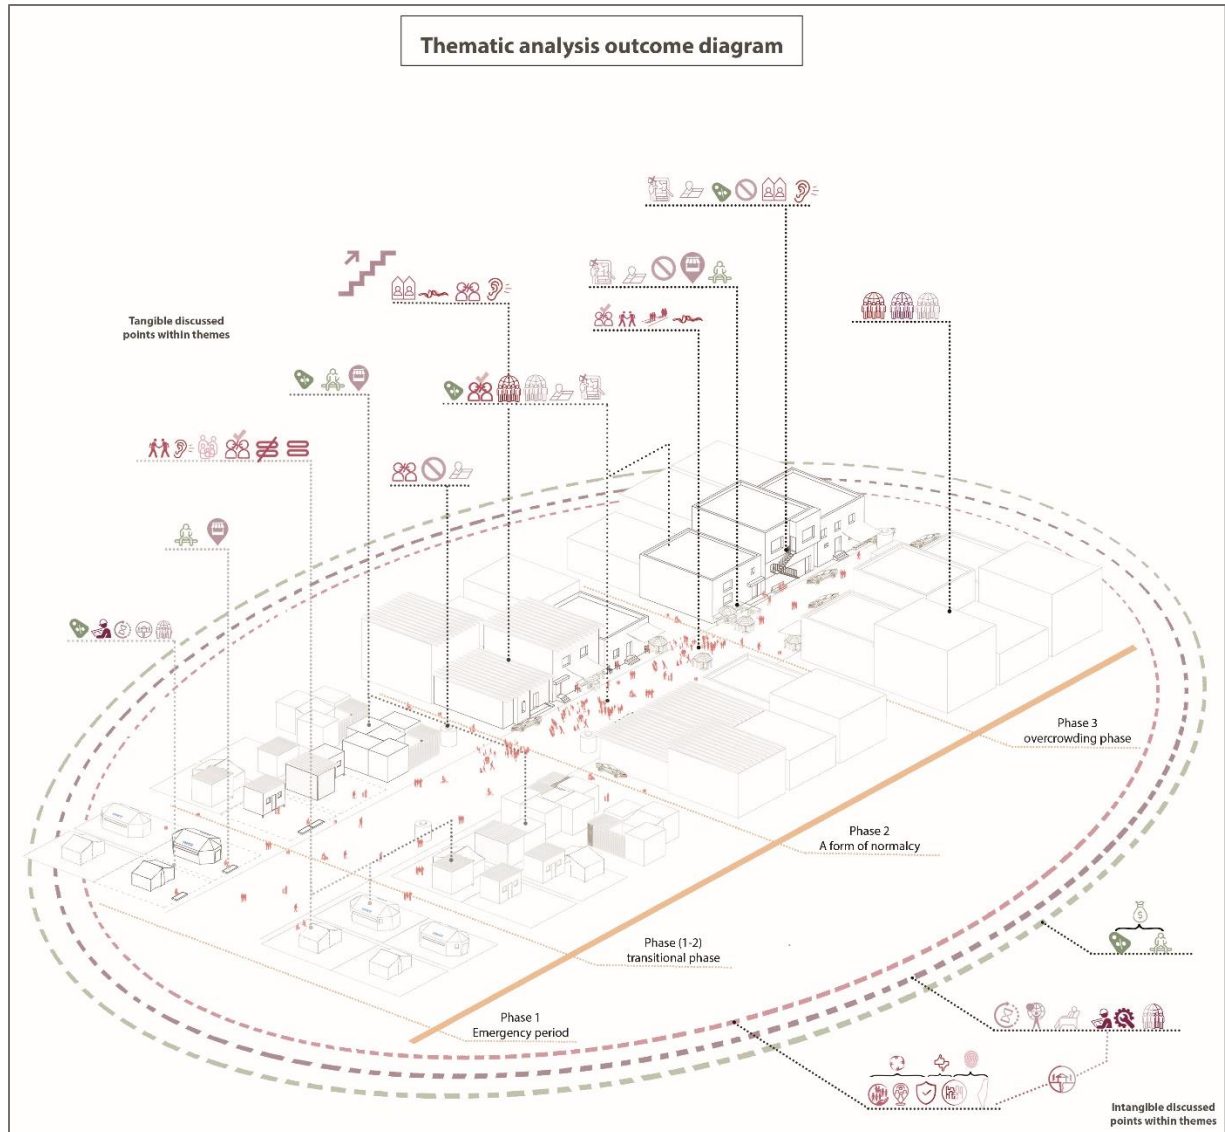 Thematic analysis outcome diagram
Tangible discussed
points within themes
Phase 3
overcrowding phase
Phase 2
A form of normalcy
Phase (1-2)
transitional phase
Phase 1
Emergency period
Intangible discussed
points within themes